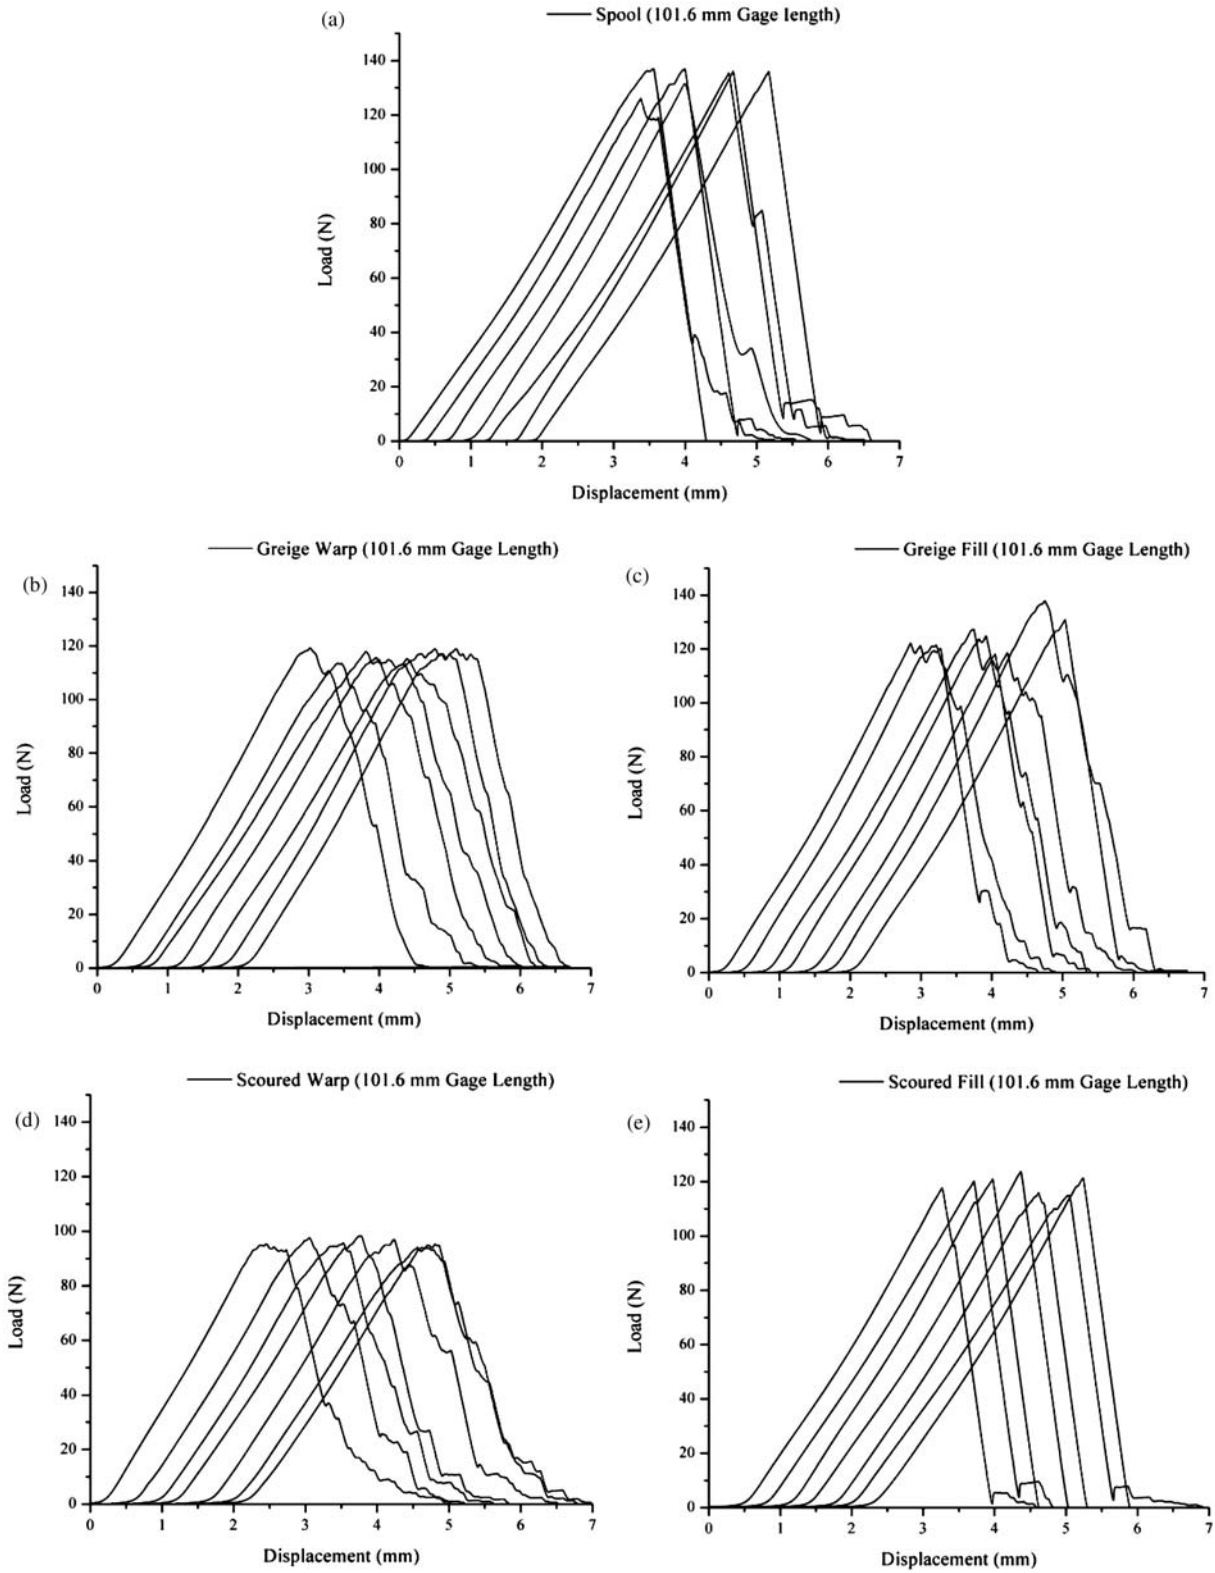 (a)
Spool (101.6 mm Gage length)
140
120
100
80
60
40
20
0
Load (N)
0 1 2 3 4 5 6 7
Displacement (mm)
(b)
Greige Warp (101.6 mm Gage Length)
140
120
100
80
60
40
20
0
Load (N)
0 1 2 3 4 5 6 7
Displacement (mm)
(c)
Greige Fill (101.6 mm Gage Length)
140
120
100
80
60
40
20
0
Load (N)
0 1 2 3 4 5 6 7
Displacement (mm)
(d)
Scoured Warp (101.6 mm Gage Length)
140
120
100
80
60
40
20
0
Load (N)
0 1 2 3 4 5 6 7
Displacement (mm)
(e)
Scoured Fill (101.6 mm Gage Length)
140
120
100
80
60
40
20
0
Load (N)
0 1 2 3 4 5 6 7
Displacement (mm)